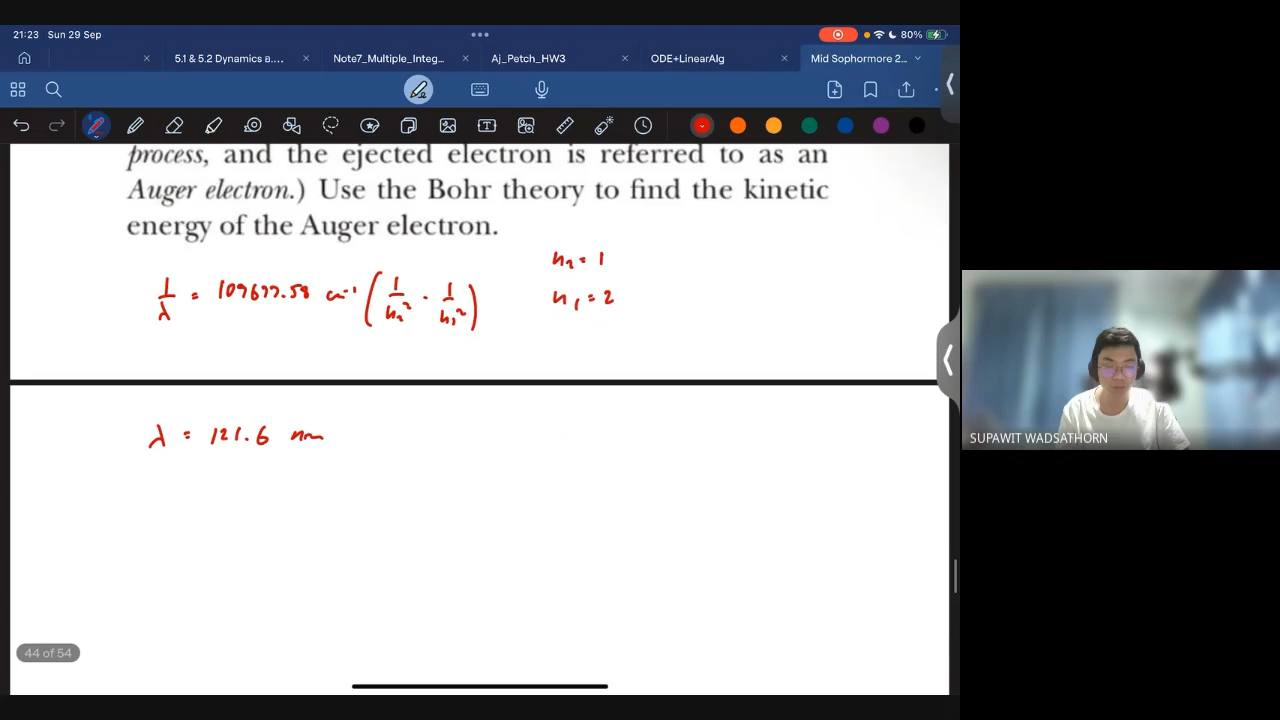 21:23 Sun 29 Sep
80%
5.1 & 5.2 Dynamics a....
Note7_Multiple_Integ...
Aj_Petch_HW3
ODE+LinearAlg
Mid Sophormore 2...
process, and the ejected electron is referred to as an
Auger electron.) Use the Bohr theory to find the kinetic
energy of the Auger electron.
n₂ = 1
1/λ = 109677.58 cm⁻¹ (1/n₂² - 1/n₁²)
n₁ = 2
λ = 121.6 nm
SUPAWIT WADSATHORN
44 of 54